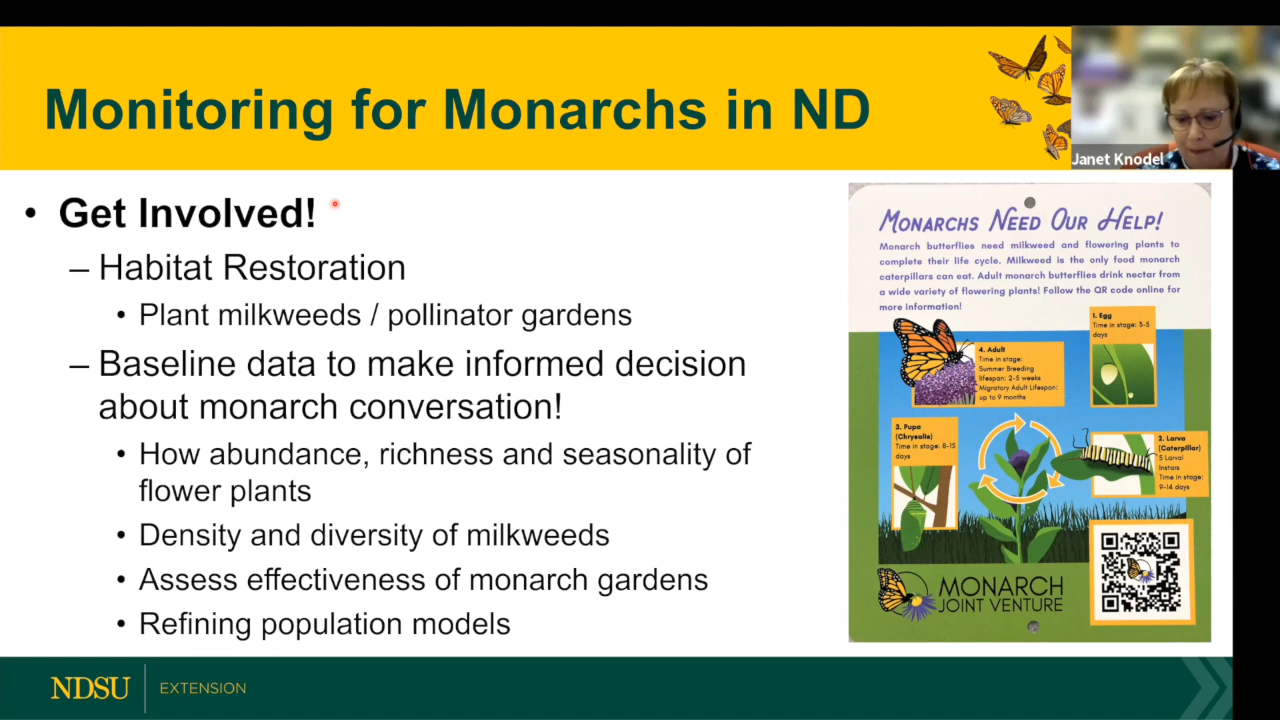 Monitoring for Monarchs in ND
Janet Knodel
• Get Involved!
– Habitat Restoration
• Plant milkweeds / pollinator gardens
– Baseline data to make informed decision
about monarch conversation!
• How abundance, richness and seasonality of
flower plants
• Density and diversity of milkweeds
• Assess effectiveness of monarch gardens
• Refining population models
MONARCHS NEED OUR HELP!
Monarch butterflies need milkweed and flowering plants to
complete their life cycle. Milkweed is the only food monarch
caterpillars can eat. Adult monarch butterflies drink nectar from
a wide variety of flowering plants! Follow the QR code online for
more information!
1. Egg
Time in stage: 3-5
days
4. Adult
Time in stage:
Summer Breeding
lifespan: 2-5 weeks
Migratory Adult Lifespan:
up to 9 months
3. Pupa
(Chrysalis)
Time in stage: 8-15
days
2. Larva
(Caterpillar)
5 Larval
Instars
Time in stage:
9-14 days
MONARCH
JOINT VENTURE
NDSU
EXTENSION